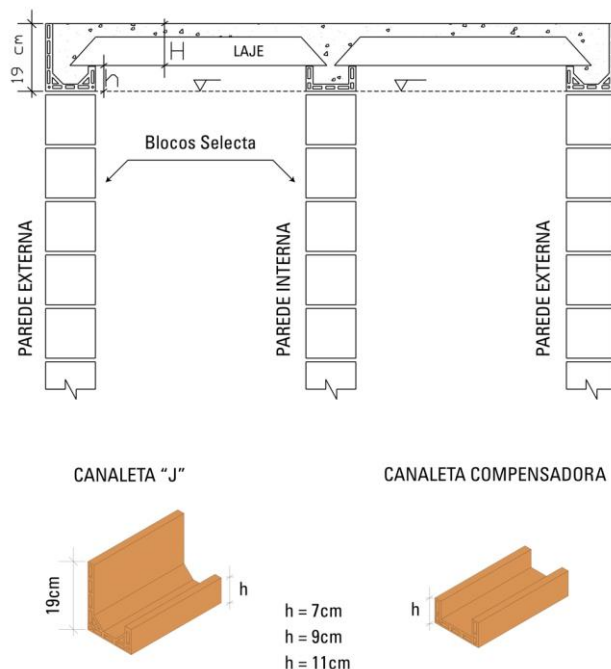 19 cm
H
LAJE
h
Blocos Selecta
PAREDE EXTERNA
PAREDE INTERNA
PAREDE EXTERNA
CANALETA “J”
CANALETA COMPENSADORA
19cm
h
h
h = 7cm
h = 9cm
h = 11cm